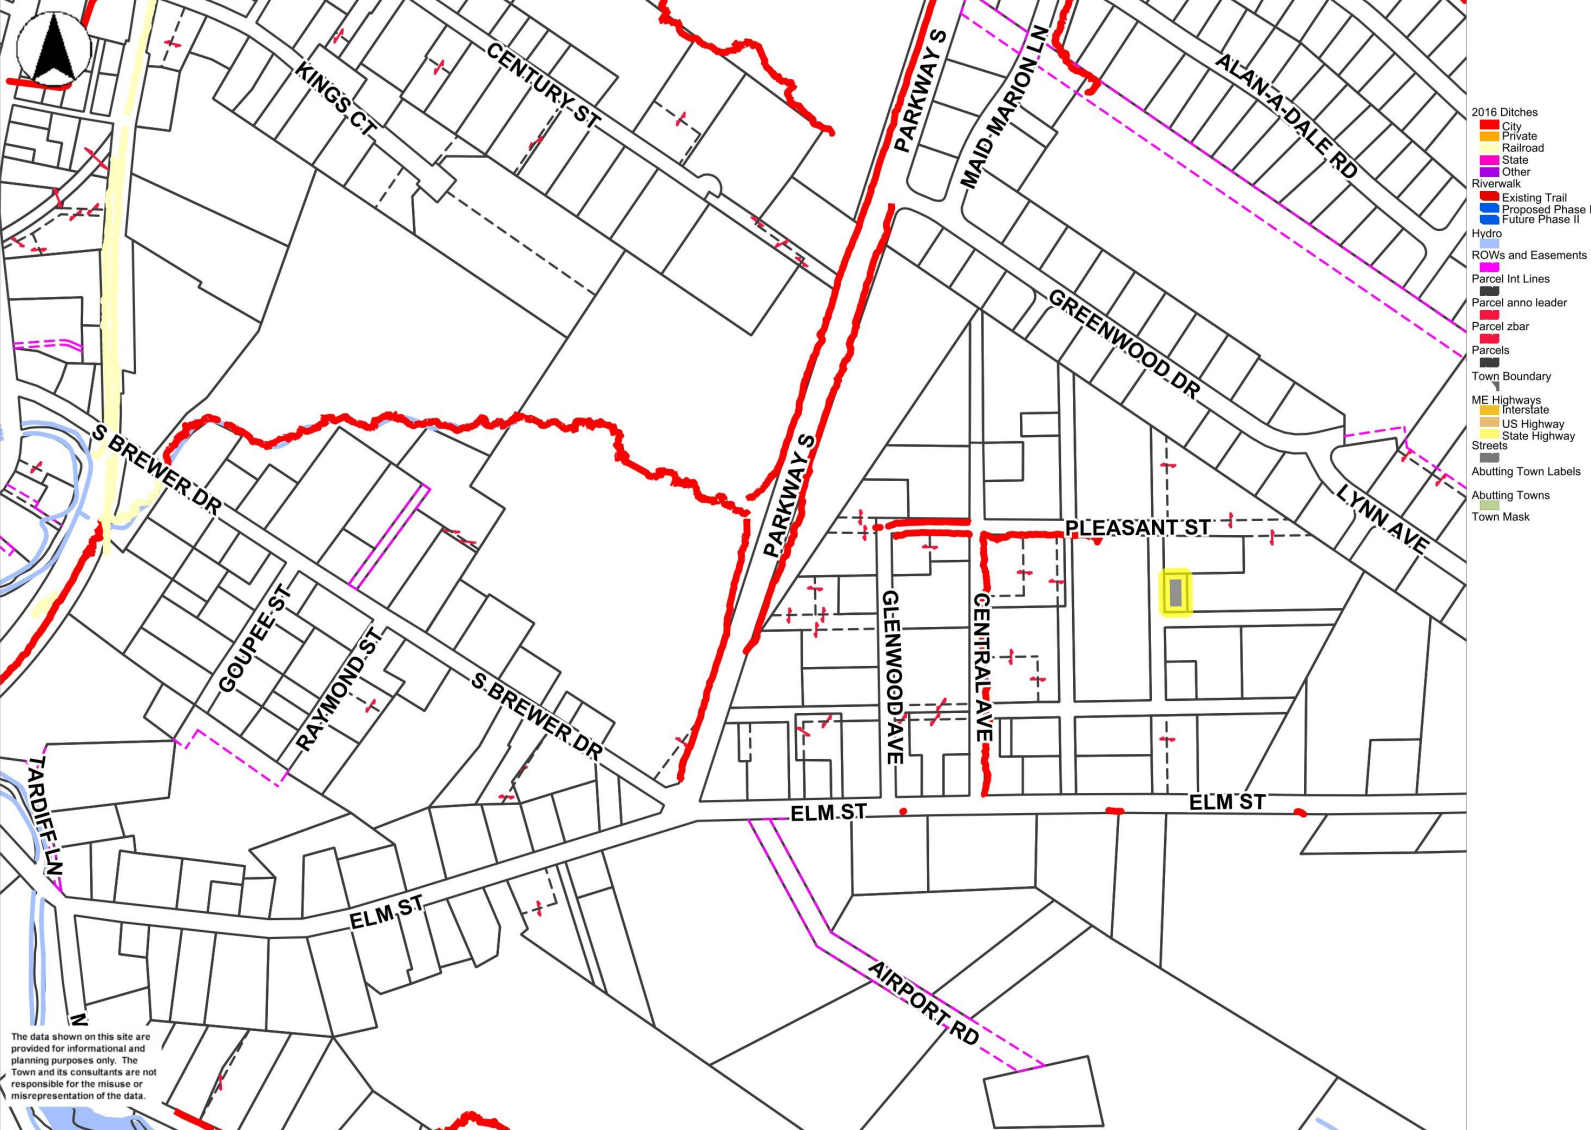 CENTURY ST
KINGS CT
PARKWAY S
MAID MARION LN
ALAN-A-DALE RD
GREENWOOD DR
S BREWER DR
PARKWAY S
LYNN AVE
PLEASANT ST
GOUPEE ST
RAYMOND ST
S BREWER DR
GLENWOOD AVE
CENTRAL AVE
TARDIFF LN
ELM ST
ELM ST
ELM ST
AIRPORT RD
N
The data shown on this site are
provided for informational and
planning purposes only. The
Town and its consultants are not
responsible for the misuse or
misrepresentation of the data.
2016 Ditches
City
Private
Railroad
State
Other
Riverwalk
Existing Trail
Proposed Phase I
Future Phase II
Hydro
ROWs and Easements
Parcel Int Lines
Parcel anno leader
Parcel zbar
Parcels
Town Boundary
ME Highways
Interstate
US Highway
State Highway
Streets
Abutting Town Labels
Abutting Towns
Town Mask